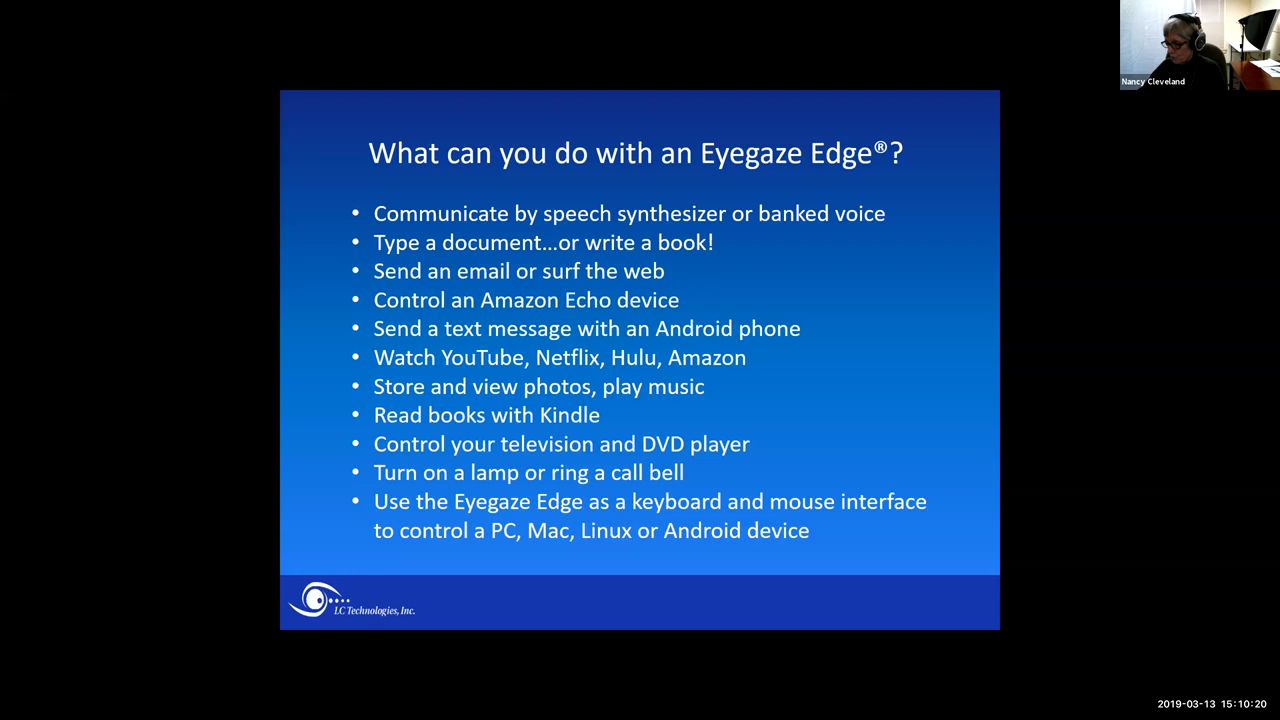 Nancy Cleveland
What can you do with an Eyegaze Edge®?
• Communicate by speech synthesizer or banked voice
• Type a document...or write a book!
• Send an email or surf the web
• Control an Amazon Echo device
• Send a text message with an Android phone
• Watch YouTube, Netflix, Hulu, Amazon
• Store and view photos, play music
• Read books with Kindle
• Control your television and DVD player
• Turn on a lamp or ring a call bell
• Use the Eyegaze Edge as a keyboard and mouse interface
to control a PC, Mac, Linux or Android device
LC Technologies, Inc.
2019-03-13 15:10:20